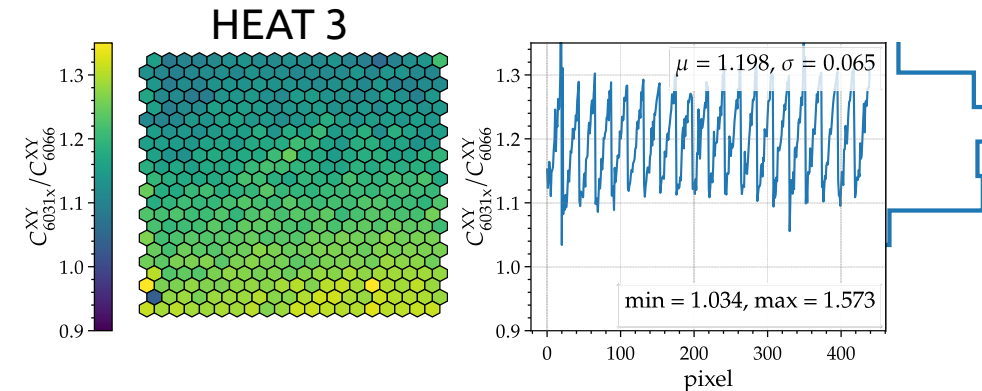 HEAT 3
1.3
1.2
1.1
1.0
0.9
C^{XY}_{6031x}/C^{XY}_{6066}
1.3
1.2
1.1
1.0
0.9
C^{XY}_{6031x}/C^{XY}_{6066}
μ = 1.198, σ = 0.065
min = 1.034, max = 1.573
0 100 200 300 400
pixel